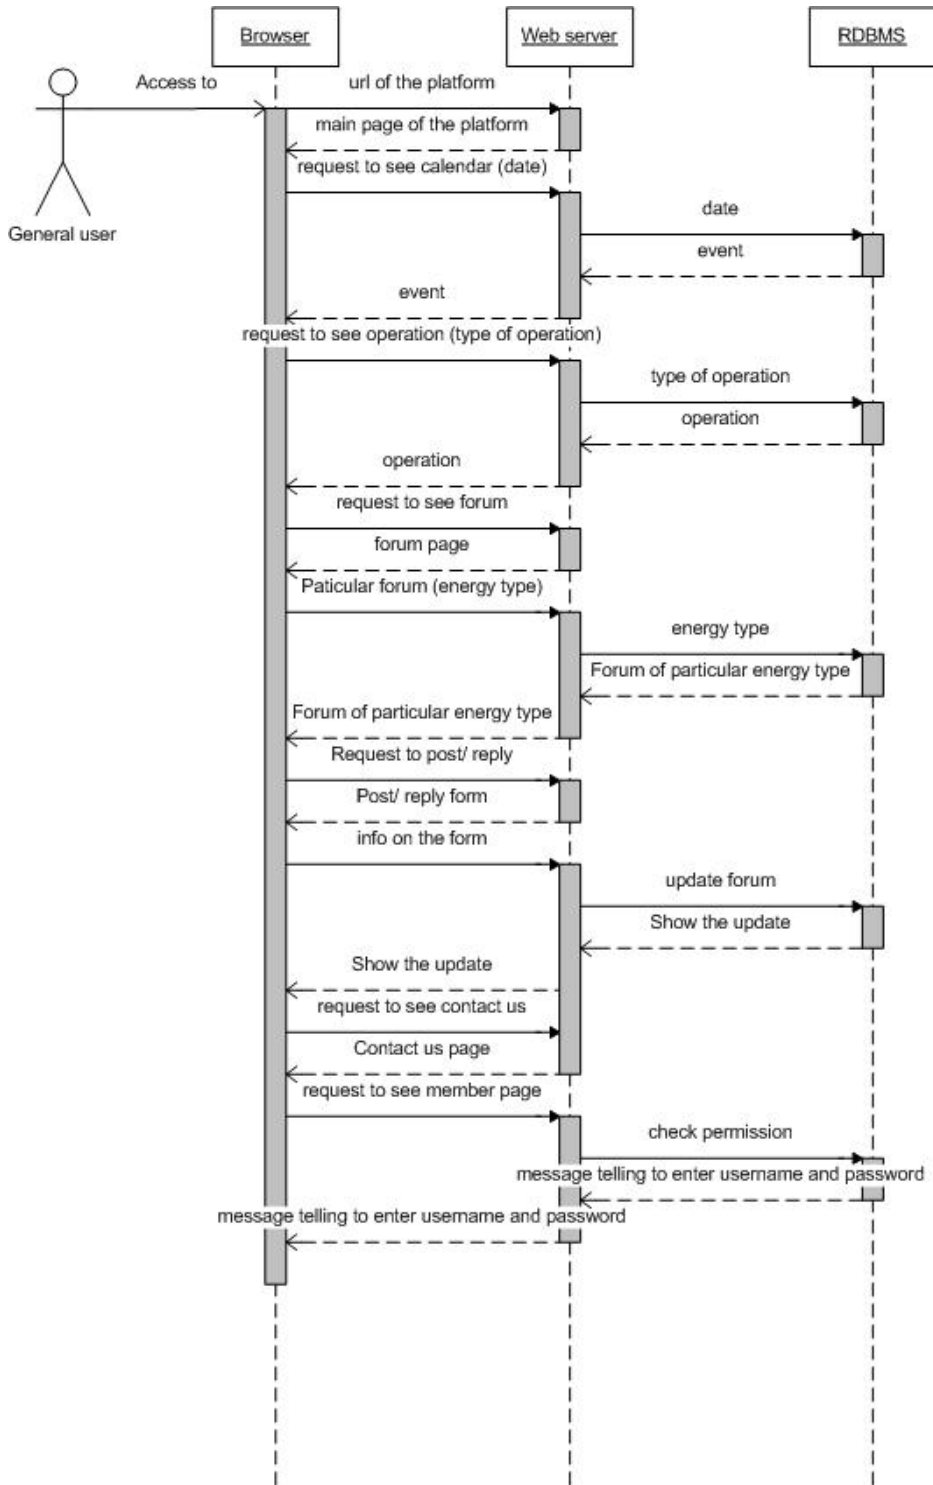 Browser
Web server
RDBMS
Access to
url of the platform
main page of the platform
request to see calendar (date)
General user
date
event
event
request to see operation (type of operation)
type of operation
operation
operation
request to see forum
forum page
Paticular forum (energy type)
energy type
Forum of particular energy type
Forum of particular energy type
Request to post/ reply
Post/ reply form
info on the form
update forum
Show the update
Show the update
request to see contact us
Contact us page
request to see member page
check permission
message telling to enter username and password
message telling to enter username and password